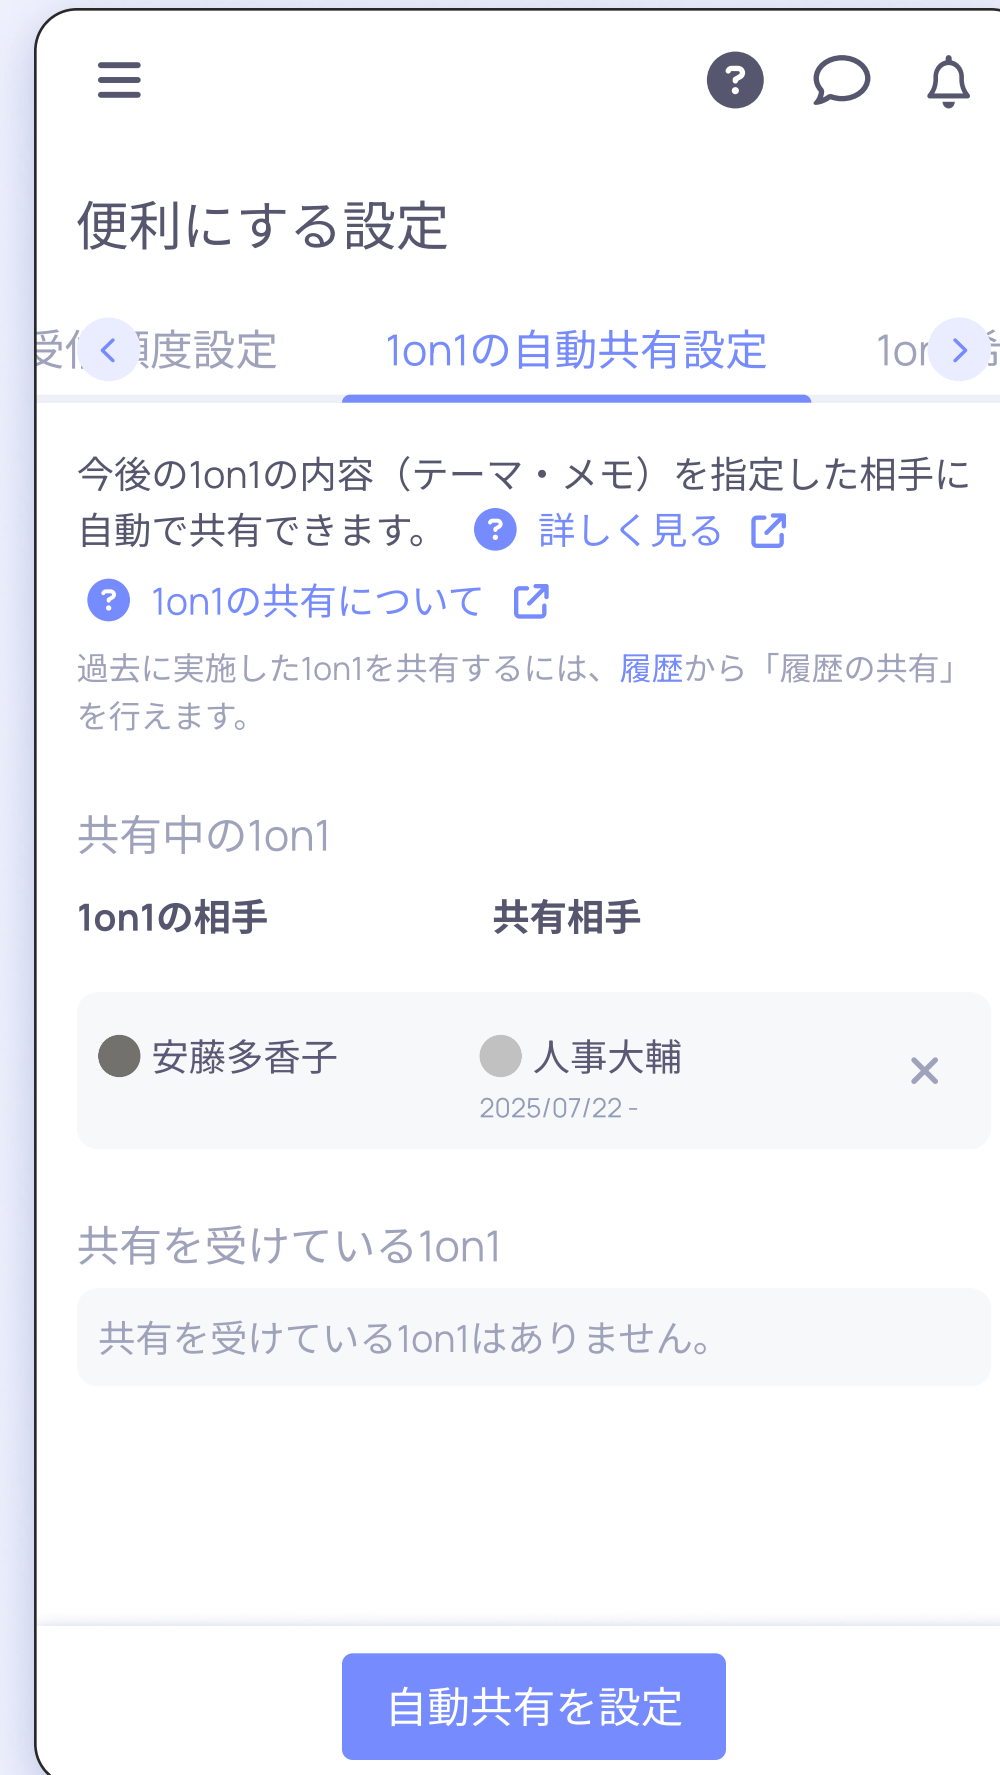 便利にする設定
度設定
1on1の自動共有設定
今後の1on1の内容（テーマ・メモ）を指定した相手に
自動で共有できます。 詳しく見る
1on1の共有について
過去に実施した1on1を共有するには、履歴から「履歴の共有」
を行えます。
共有中の1on1
1on1の相手 共有相手
安藤多香子 人事大輔
2025/07/22 -
共有を受けている1on1
共有を受けている1on1はありません。
自動共有を設定